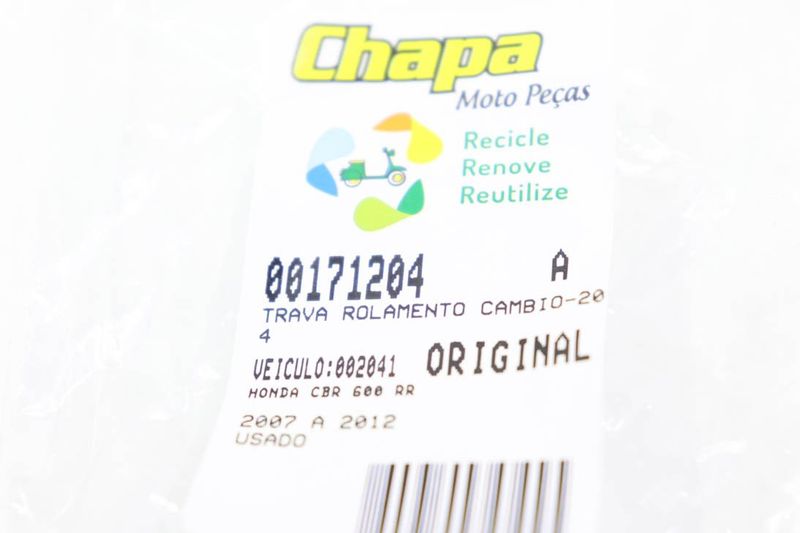 Chapa
Moto Peças
Recicle
Renove
Reutilize
00171204 A
TRAVA ROLAMENTO CAMBIO-20
4
VEICULO:002041 ORIGINAL
HONDA CBR 600 RR
2007 A 2012
USADO